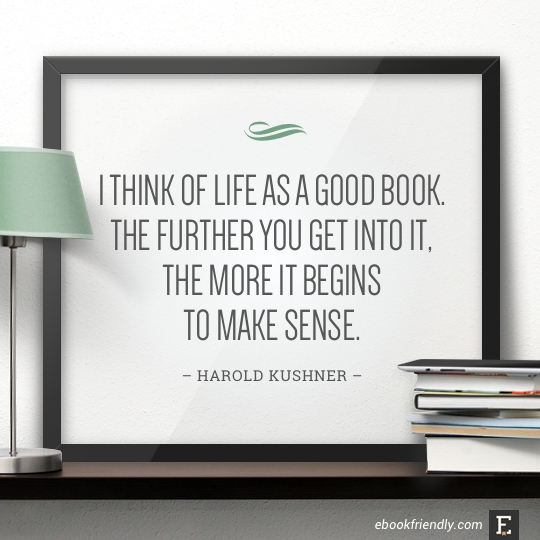 I THINK OF LIFE AS A GOOD BOOK.
THE FURTHER YOU GET INTO IT,
THE MORE IT BEGINS
TO MAKE SENSE.
– HAROLD KUSHNER –
ebookfriendly.com E